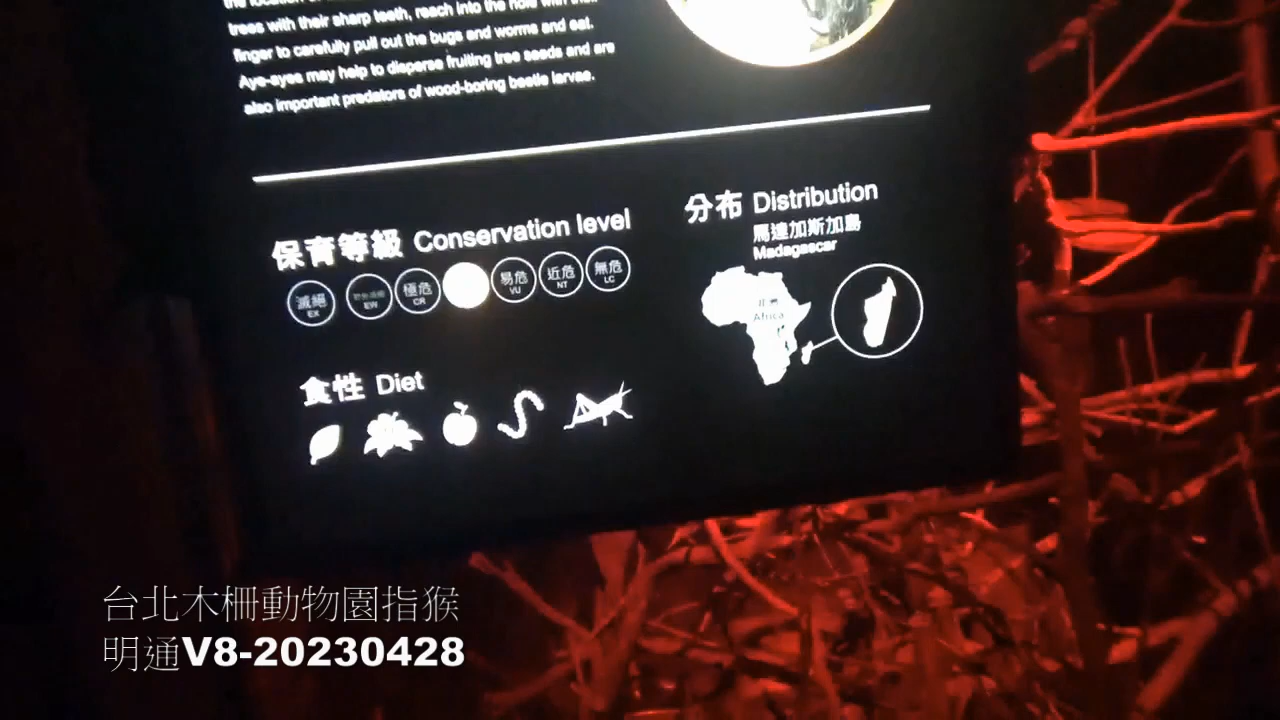 trees with their sharp teeth, reach into the hole with their
finger to carefully pull out the bugs and worms and eat.
Aye-ayes may help to disperse fruiting tree seeds and are
also important predators of wood-boring beetle larvae.
保育等級 Conservation level
滅絕 EX
EW
極危 CR
易危 VU
近危 NT
無危 LC
分布 Distribution
馬達加斯加島
Madagascar
非洲
Africa
食性 Diet
台北木柵動物園指猴
明通V8-20230428